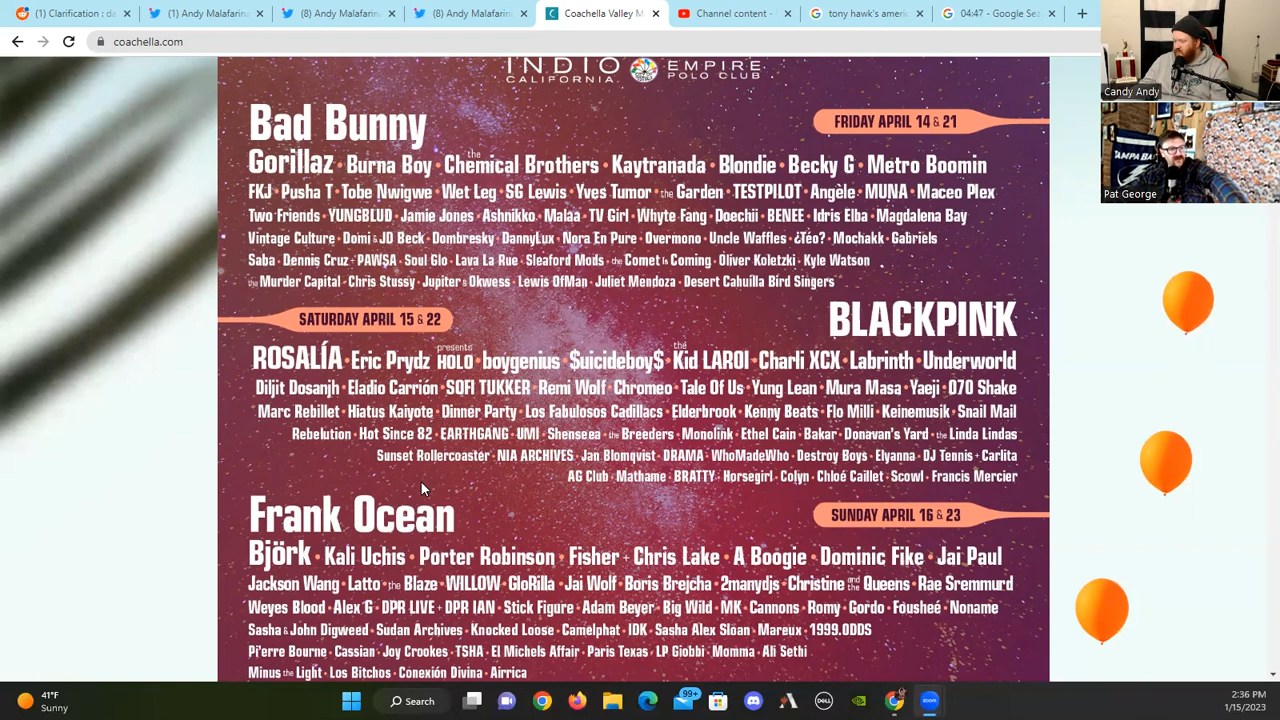 (1) Clarification : da
(1) Andy Malafarina
(8) Andy Malafarina
(8) Andy Malafarina
Coachella Valley M
Channel content -
tony hawk's ameri
04:47 - Google Sea
coachella.com
Candy Andy
TAMPA BA
Pat George
INDIO CALIFORNIA EMPIRE POLO CLUB
Bad Bunny
FRIDAY APRIL 14 & 21
Gorillaz • Burna Boy • the Chemical Brothers • Kaytranada • Blondie • Becky G • Metro Boomin
FKJ • Pusha T • Tobe Nwigwe • Wet Leg • SG Lewis • Yves Tumor • the Garden • TESTPILOT • Angèle • MUNA • Maceo Plex
Two Friends • YUNGBLUD • Jamie Jones • Ashnikko • Malaa • TV Girl • Whyte Fang • Doechii • BENEE • Idris Elba • Magdalena Bay
Vintage Culture • Domi & JD Beck • Dombresky • DannyLux • Nora En Pure • Overmono • Uncle Waffles • ¿Téo? • Mochakk • Gabriels
Saba • Dennis Cruz + PAWSA • Soul Glo • Lava La Rue • Sleaford Mods • the Comet Is Coming • Oliver Koletzki • Kyle Watson
the Murder Capital • Chris Stussy • Jupiter & Okwess • Lewis OfMan • Juliet Mendoza • Desert Cahuilla Bird Singers
BLACKPINK
SATURDAY APRIL 15 & 22
ROSALÍA • Eric Prydz presents HOLO • boygenius • $uicideboy$ • the Kid LAROI • Charli XCX • Labrinth • Underworld
Diljit Dosanjh • Eladio Carrión • SOFI TUKKER • Remi Wolf • Chromeo • Tale Of Us • Yung Lean • Mura Masa • Yaeji • 070 Shake
Marc Rebillet • Hiatus Kaiyote • Dinner Party • Los Fabulosos Cadillacs • Elderbrook • Kenny Beats • Flo Milli • Keinemusik • Snail Mail
Rebelution • Hot Since 82 • EARTHGANG • UMI • Shenseea • the Breeders • Monolink • Ethel Cain • Bakar • Donavan's Yard • the Linda Lindas
Sunset Rollercoaster • NIA ARCHIVES • Jan Blomqvist • DRAMA • WhoMadeWho • Destroy Boys • Elyanna • DJ Tennis + Carlita
AG Club • Mathame • BRATTY • Horsegirl • Colyn • Chloé Caillet • Scowl • Francis Mercier
Frank Ocean
SUNDAY APRIL 16 & 23
Björk • Kali Uchis • Porter Robinson • Fisher + Chris Lake • A Boogie • Dominic Fike • Jai Paul
Jackson Wang • Latto • the Blaze • WILLOW • GloRilla • Jai Wolf • Boris Brejcha • 2manydjs • Christine and the Queens • Rae Sremmurd
Weyes Blood • Alex G • DPR LIVE + DPR IAN • Stick Figure • Adam Beyer • Big Wild • MK • Cannons • Romy • Gordo • Fousheé • Noname
Sasha & John Digweed • Sudan Archives • Knocked Loose • Camelphat • IDK • Sasha Alex Sloan • Mareux • 1999.ODDS
Pi'erre Bourne • Cassian • Joy Crookes • TSHA • El Michels Affair • Paris Texas • LP Giobbi • Momma • Ali Sethi
Minus the Light • Los Bitchos • Conexión Divina • Airrica
41°F
Sunny
Search
99+
DELL
zoom
2:36 PM
1/15/2023